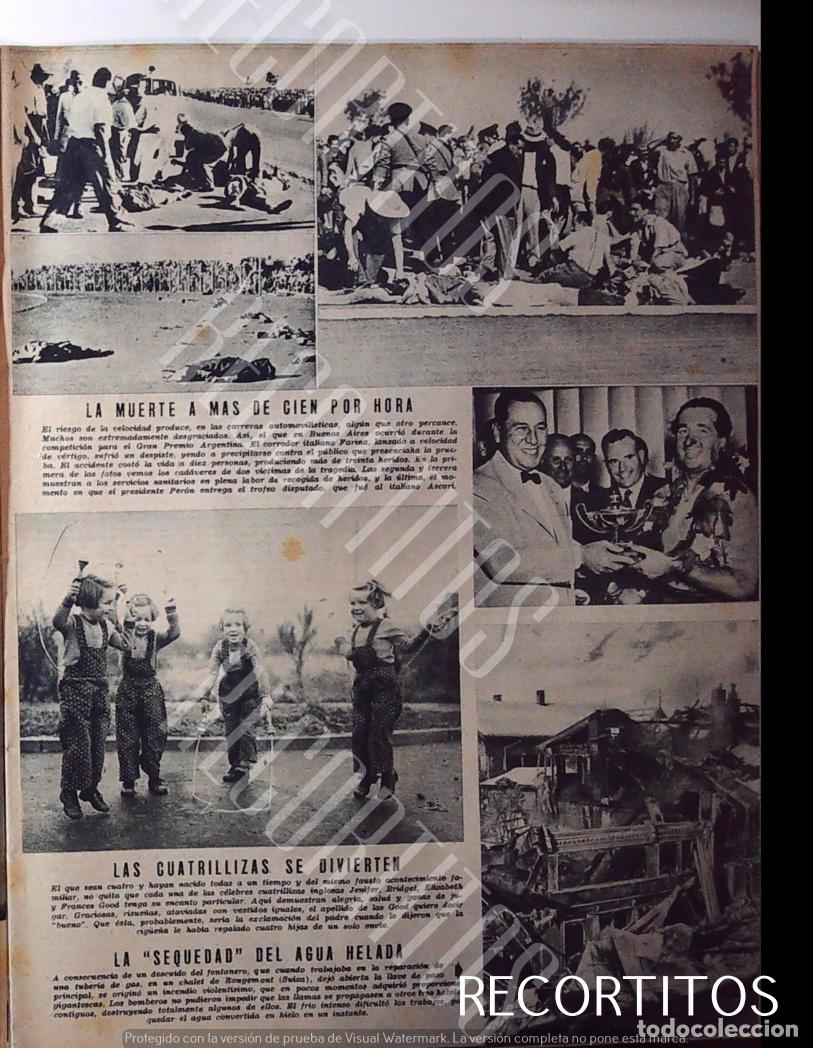 LA MUERTE A MAS DE CIEN POR HORA
El riesgo de la velocidad produce, en las carreras automovilísticas, algún que otro percance.
Muchos son extremadamente desgraciados. Así, el que en Buenos Aires ocurrió durante la
competición para el Gran Premio Argentina. El corredor italiano Farina, lanzado a velocidad
de vértigo, sufrió un despiste, yendo a precipitarse contra el público que presenciaba la prue-
ba. El accidente costó la vida a diez personas, produciendo más de treinta heridos. En la pri-
mera de las fotos vemos los cadáveres de dos víctimas de la tragedia. Las segunda y tercera
muestran a los servicios sanitarios en plena labor de recogida de heridos, y la última, el mo-
mento en que el presidente Perón entrega el trofeo disputado, que fué al italiano Ascari.
LAS CUATRILLIZAS SE DIVIERTEN
El que sean cuatro y hayan nacido todas a un tiempo y del mismo fausto acontecimiento fa-
miliar, no quita que cada una de las célebres cuatrillizas inglesas Jenifer, Bridget, Elizabeth
y Frances Good tenga su encanto particular. Aquí demuestran alegría, salud y ganas de ju-
gar. Graciosas, risueñas, ataviadas con vestidos iguales, el apellido de las Good quiere decir
"bueno". Que ésta, probablemente, sería la exclamación del padre cuando le dijeron que la
cigüeña le había regalado cuatro hijas de un solo envío.
LA "SEQUEDAD" DEL AGUA HELADA
A consecuencia de un descuido del fontanero, que cuando trabajaba en la reparación de
una tubería de gas, en un chalet de Rougemont (Suiza), dejó abierta la llave de paso
principal, se originó un incendio violentísimo, que en pocos momentos adquirió proporciones
gigantescas. Los bomberos no pudieron impedir que las llamas se propagasen a otros tres hoteles
contiguos, destruyendo totalmente algunos de ellos. El frío intenso dificultó los trabajos, por
quedar el agua convertida en hielo en un instante.
RECORTITOS
todocoleccion
Protegido con la versión de prueba de Visual Watermark. La versión completa no pone esta marca.